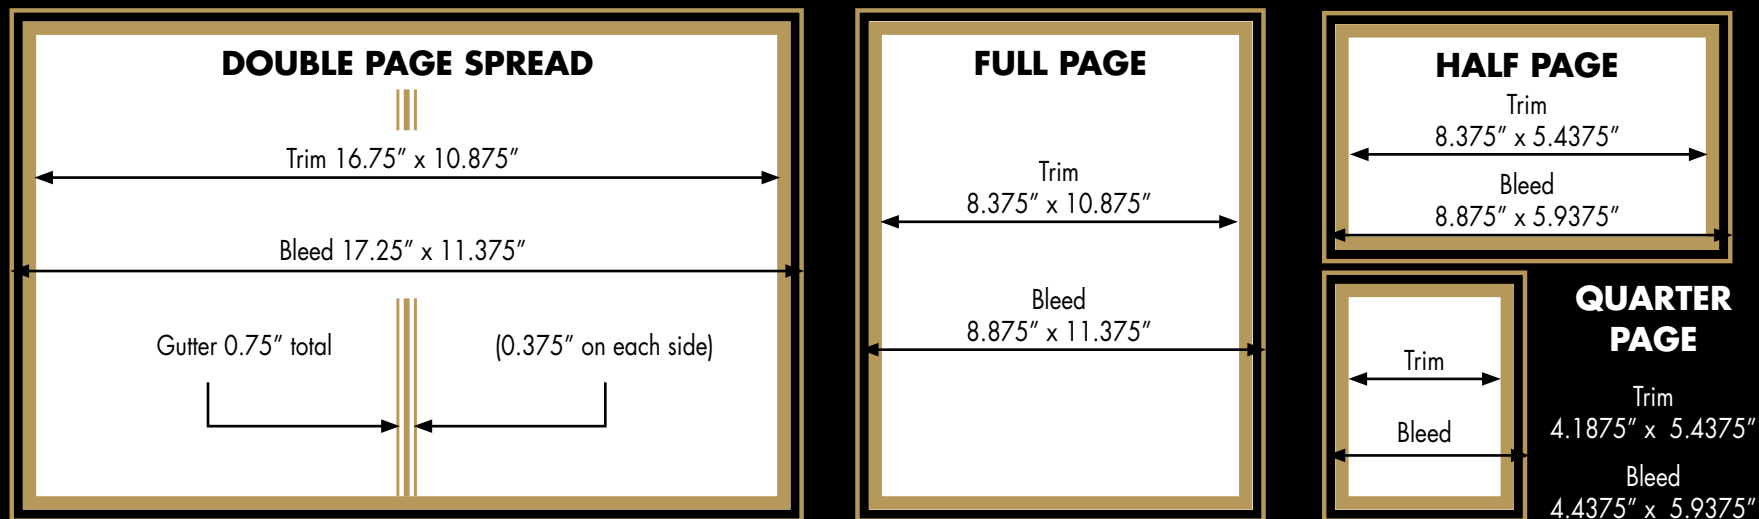 DOUBLE PAGE SPREAD
Trim 16.75” x 10.875”
Bleed 17.25” x 11.375”
Gutter 0.75” total
(0.375” on each side)
FULL PAGE
Trim
8.375” x 10.875”
Bleed
8.875” x 11.375”
HALF PAGE
Trim
8.375” x 5.4375”
Bleed
8.875” x 5.9375”
Trim
Bleed
QUARTER
PAGE
Trim
4.1875” x 5.4375”
Bleed
4.4375” x 5.9375”